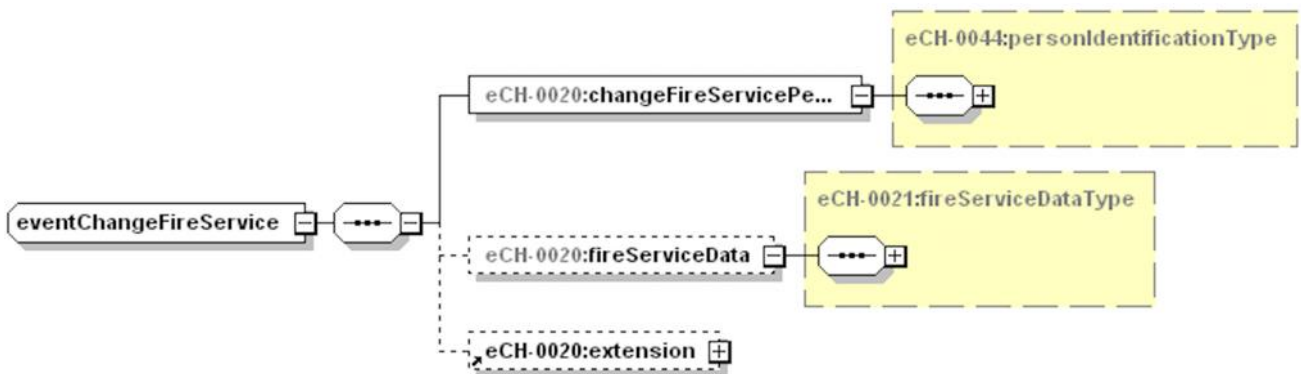 eCH-0044:personIdentificationType
eCH-0020:changeFireServicePe...
eCH-0021:fireServiceDataType
eventChangeFireService
eCH-0020:fireServiceData
eCH-0020:extension